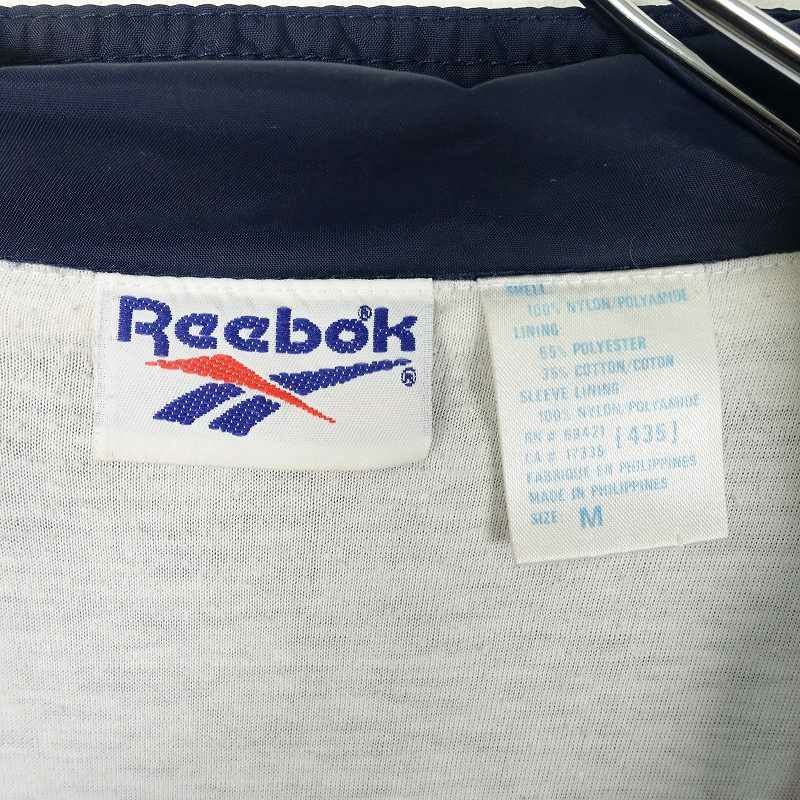 Reebok®
®
SHELL
100% NYLON/POLYAMIDE
LINING
65% POLYESTER
35% COTTON/COTON
SLEEVE LINING
100% NYLON/POLYAMIDE
RN # 69421 [435]
CA # 17335
FABRIQUE EN PHILIPPINES
MADE IN PHILIPPINES
SIZE M